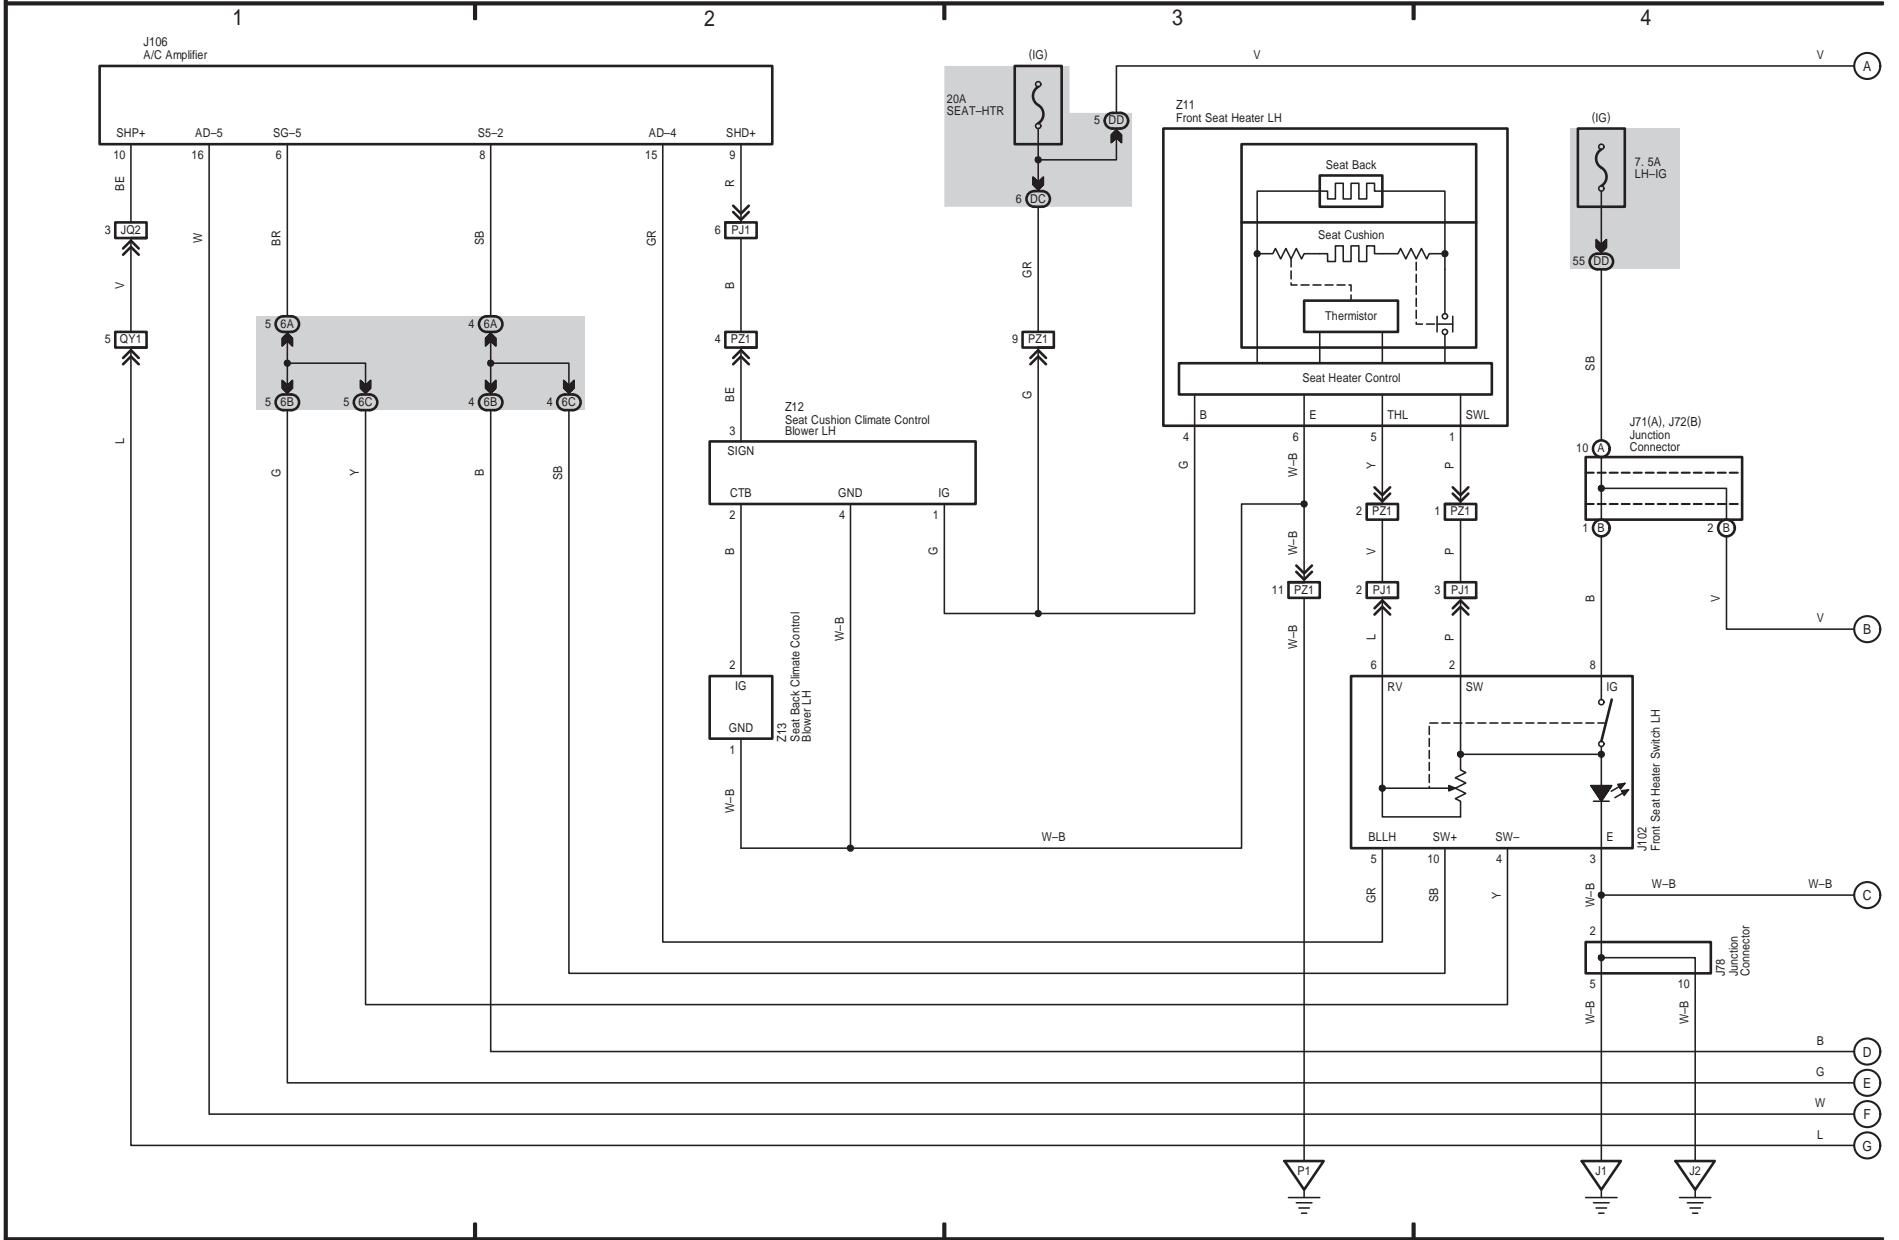 1
2
3
4
J106
A/C Amplifier
SHP+
AD–5
SG–5
S5–2
AD–4
SHD+
10
16
6
8
15
9
BE
W
BR
SB
GR
R
3 JQ2
6 PJ1
V
B
5 6A
4 6A
5 QY1
4 PZ1
5 6B
5 6C
4 6B
4 6C
BE
L
G
Y
B
SB
3
Z12
Seat Cushion Climate Control
Blower LH
SIGN
CTB
GND
IG
2
4
1
B
W–B
G
2
IG
GND
1
Z13
Seat Back Climate Control
Blower LH
W–B
W–B
(IG)
20A
SEAT–HTR
5 DD
6 DC
GR
9 PZ1
G
V
V
A
Z11
Front Seat Heater LH
Seat Back
Seat Cushion
Thermistor
Seat Heater Control
B
E
THL
SWL
4
6
5
1
G
W–B
Y
P
2 PZ1
1 PZ1
W–B
V
P
11 PZ1
2 PJ1
3 PJ1
W–B
L
P
(IG)
7. 5A
LH–IG
55 DD
SB
J71(A), J72(B)
Junction
Connector
10 A
1 B
2 B
B
V
V
B
6
2
8
RV
SW
IG
BLLH
SW+
SW–
E
J102
Front Seat Heater Switch LH
5
10
4
3
GR
SB
Y
W–B
W–B
W–B
C
2
J78
Junction
Connector
5
10
W–B
W–B
B
D
G
E
W
F
L
G
P1
J1
J2